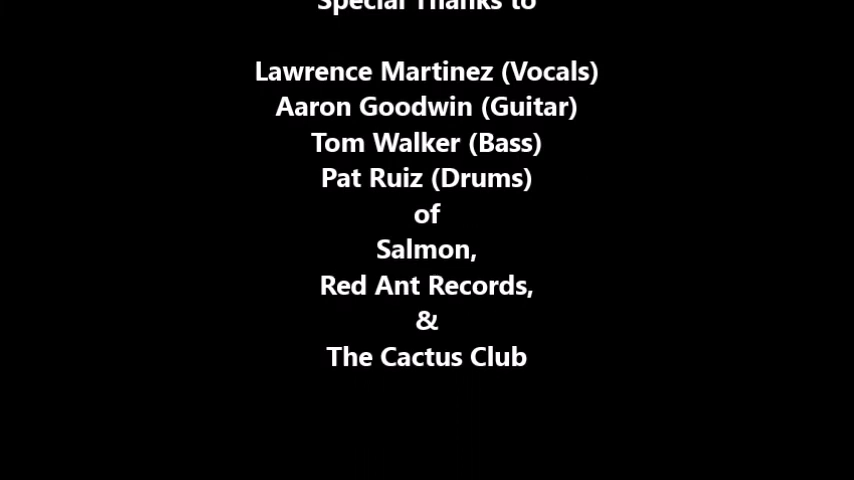 Special Thanks to
Lawrence Martinez (Vocals)
Aaron Goodwin (Guitar)
Tom Walker (Bass)
Pat Ruiz (Drums)
of
Salmon,
Red Ant Records,
&
The Cactus Club